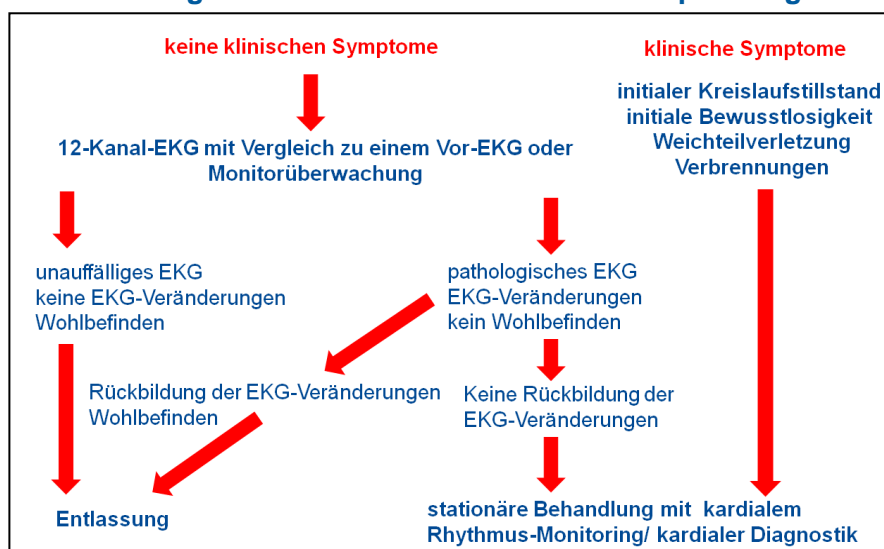 keine klinischen Symptome
12-Kanal-EKG mit Vergleich zu einem Vor-EKG oder
Monitorüberwachung
unauffälliges EKG
keine EKG-Veränderungen
Wohlbefinden
pathologisches EKG
EKG-Veränderungen
kein Wohlbefinden
Rückbildung der EKG-Veränderungen
Wohlbefinden
Keine Rückbildung der
EKG-Veränderungen
Entlassung
klinische Symptome
initialer Kreislaufstillstand
initiale Bewusstlosigkeit
Weichteilverletzung
Verbrennungen
stationäre Behandlung mit kardialem
Rhythmus-Monitoring/ kardialer Diagnostik